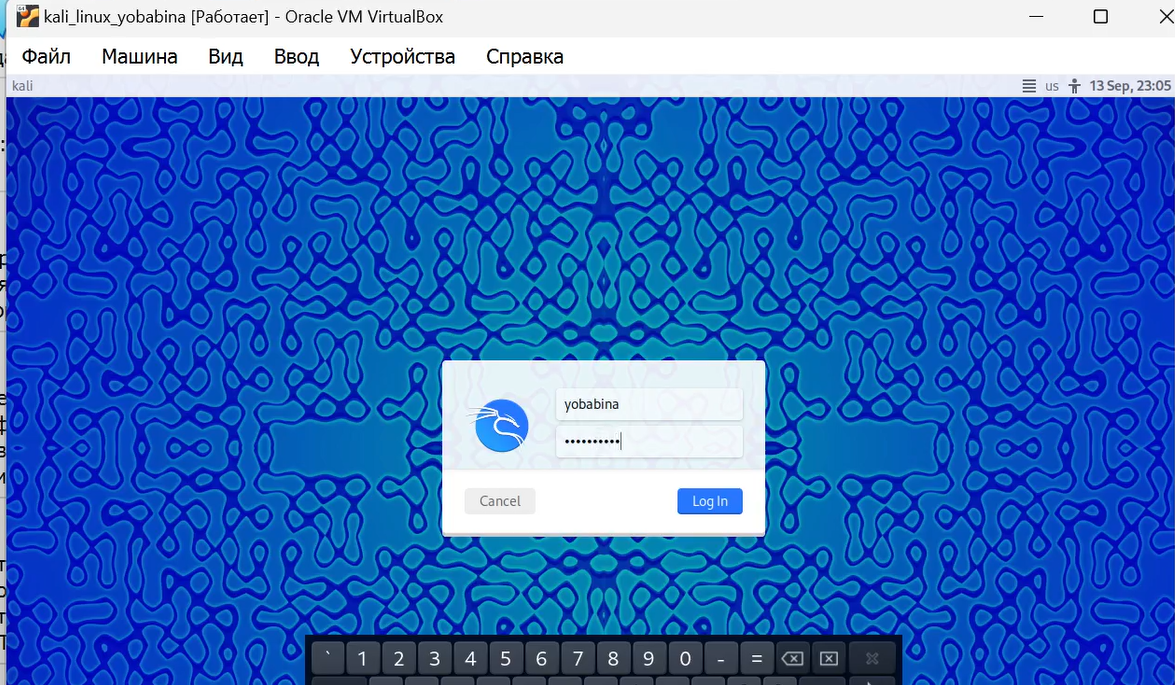 kali_linux_yobabina [Работает] - Oracle VM VirtualBox
Файл Машина Вид Ввод Устройства Справка
kali us 13 Sep, 23:05
yobabina
••••••••••
Cancel Log In
` 1 2 3 4 5 6 7 8 9 0 - =